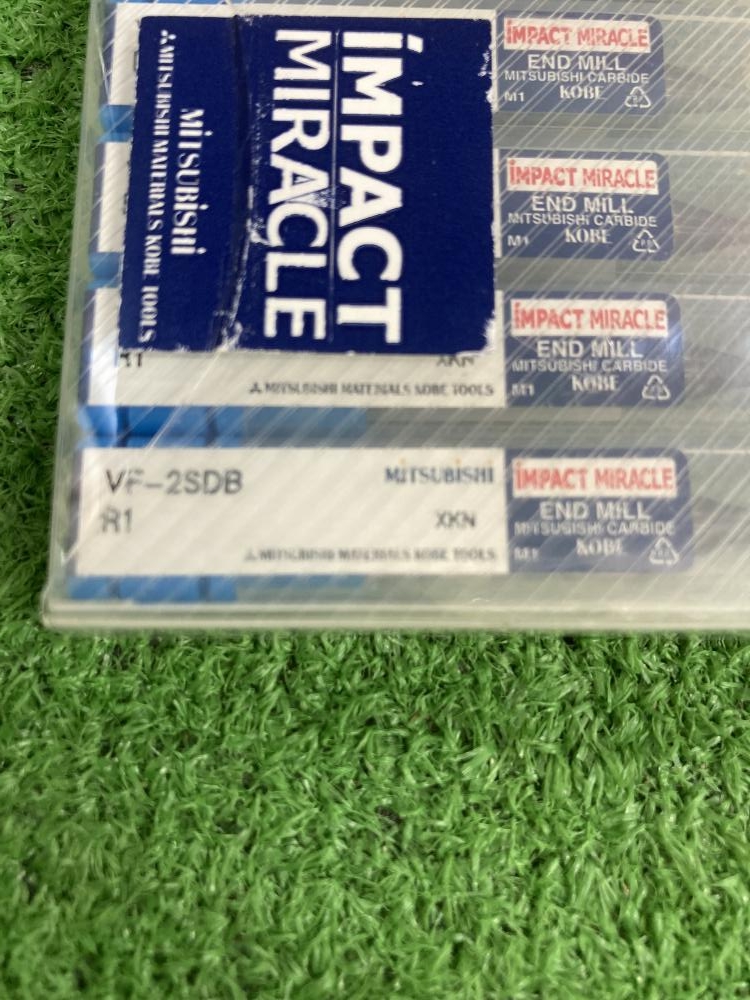 IMPACT
MIRACLE
MITSUBISHI
MITSUBISHI MATERIALS KOBE TOOLS
IMPACT MIRACLE
END MILL
MITSUBISHI CARBIDE
M1 KOBE
IMPACT MIRACLE
END MILL
MITSUBISHI CARBIDE
M1 KOBE
R1 XKN
MITSUBISHI MATERIALS KOBE TOOLS
IMPACT MIRACLE
END MILL
MITSUBISHI CARBIDE
M1 KOBE
VF-2SDB MITSUBISHI
R1 XKN
MITSUBISHI MATERIALS KOBE TOOLS
IMPACT MIRACLE
END MILL
MITSUBISHI CARBIDE
M1 KOBE